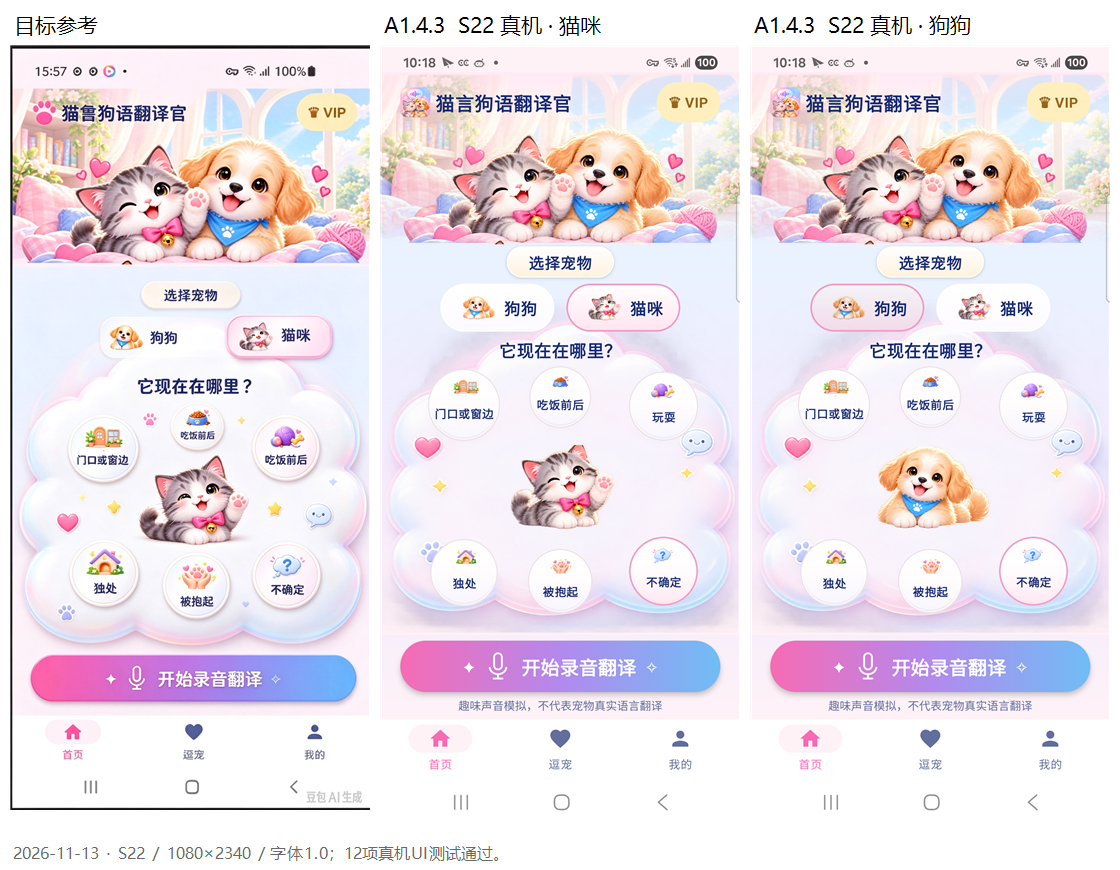 目标参考
15:57
100%
猫鲁狗语翻译官
VIP
选择宠物
狗狗
猫咪
它现在在哪里？
门口或窗边
吃饭前后
吃饭前后
独处
被抱起
不确定
开始录音翻译
首页
逗宠
我的
豆包AI生成
A1.4.3 S22 真机 · 猫咪
10:18
100
猫言狗语翻译官
VIP
选择宠物
狗狗
猫咪
它现在在哪里？
门口或窗边
吃饭前后
玩耍
独处
被抱起
不确定
开始录音翻译
趣味声音模拟，不代表宠物真实语言翻译
首页
逗宠
我的
A1.4.3 S22 真机 · 狗狗
10:18
100
猫言狗语翻译官
VIP
选择宠物
狗狗
猫咪
它现在在哪里？
门口或窗边
吃饭前后
玩耍
独处
被抱起
不确定
开始录音翻译
趣味声音模拟，不代表宠物真实语言翻译
首页
逗宠
我的
2026-11-13 · S22 / 1080×2340 / 字体1.0；12项真机UI测试通过。